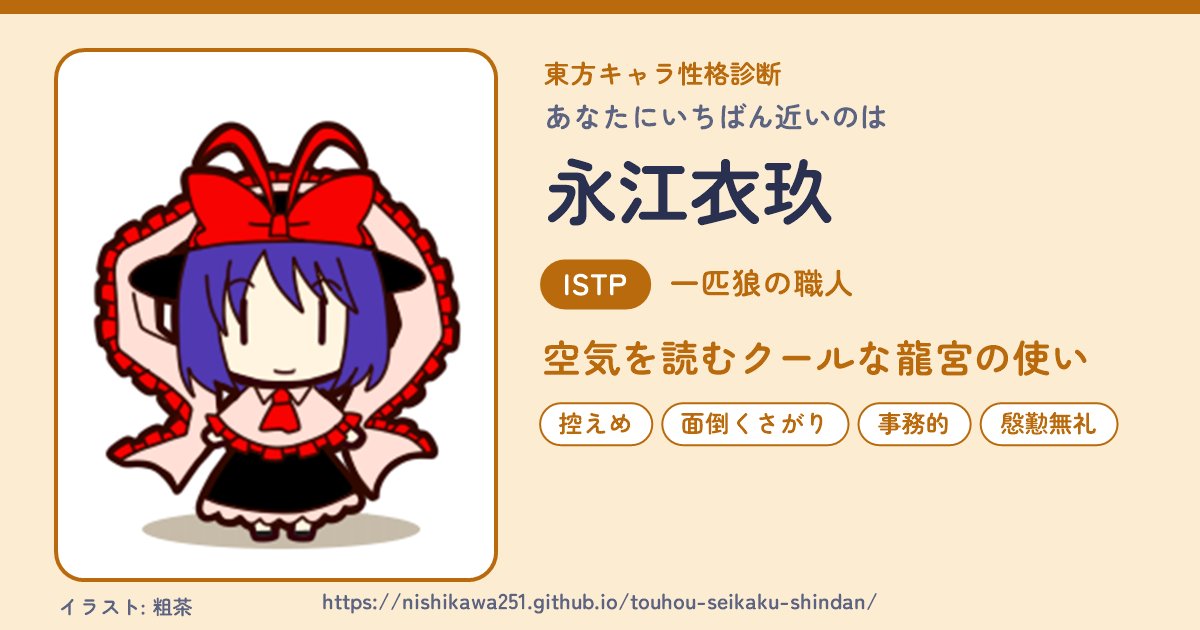 東方キャラ性格診断
あなたにいちばん近いのは
永江衣玖
ISTP 一匹狼の職人
空気を読むクールな龍宮の使い
控えめ 面倒くさがり 事務的 慇懃無礼
イラスト: 粗茶
https://nishikawa251.github.io/touhou-seikaku-shindan/